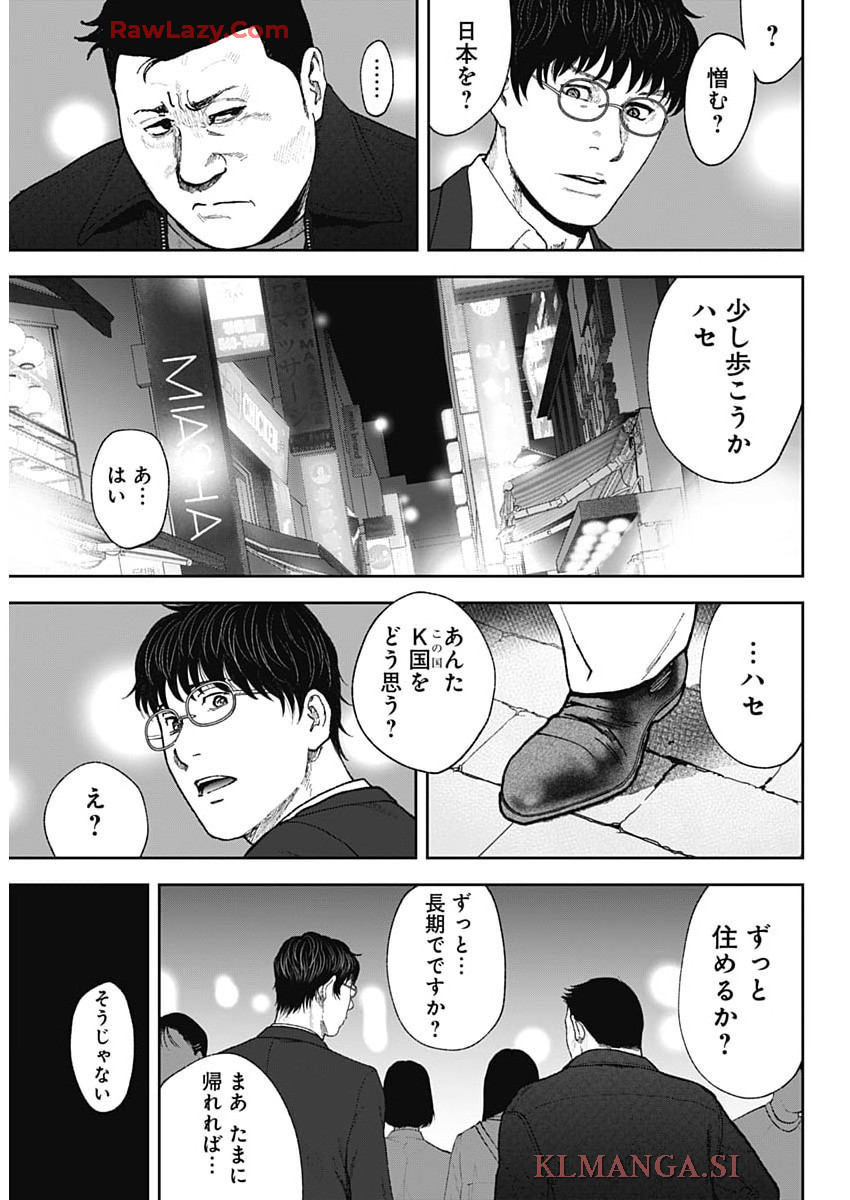 RawLazy.Com
?
憎む?
日本を?
……
少し歩こうか
ハセ
MIACHA
CHICKEN
あ…
はい
…ハセ
あんた
K国を
この国
どう思う?
え?
ずっと
住めるか?
ずっと…
長期でですか?
まあ たまに
帰れれば…
そうじゃない
KLMANGA.SI